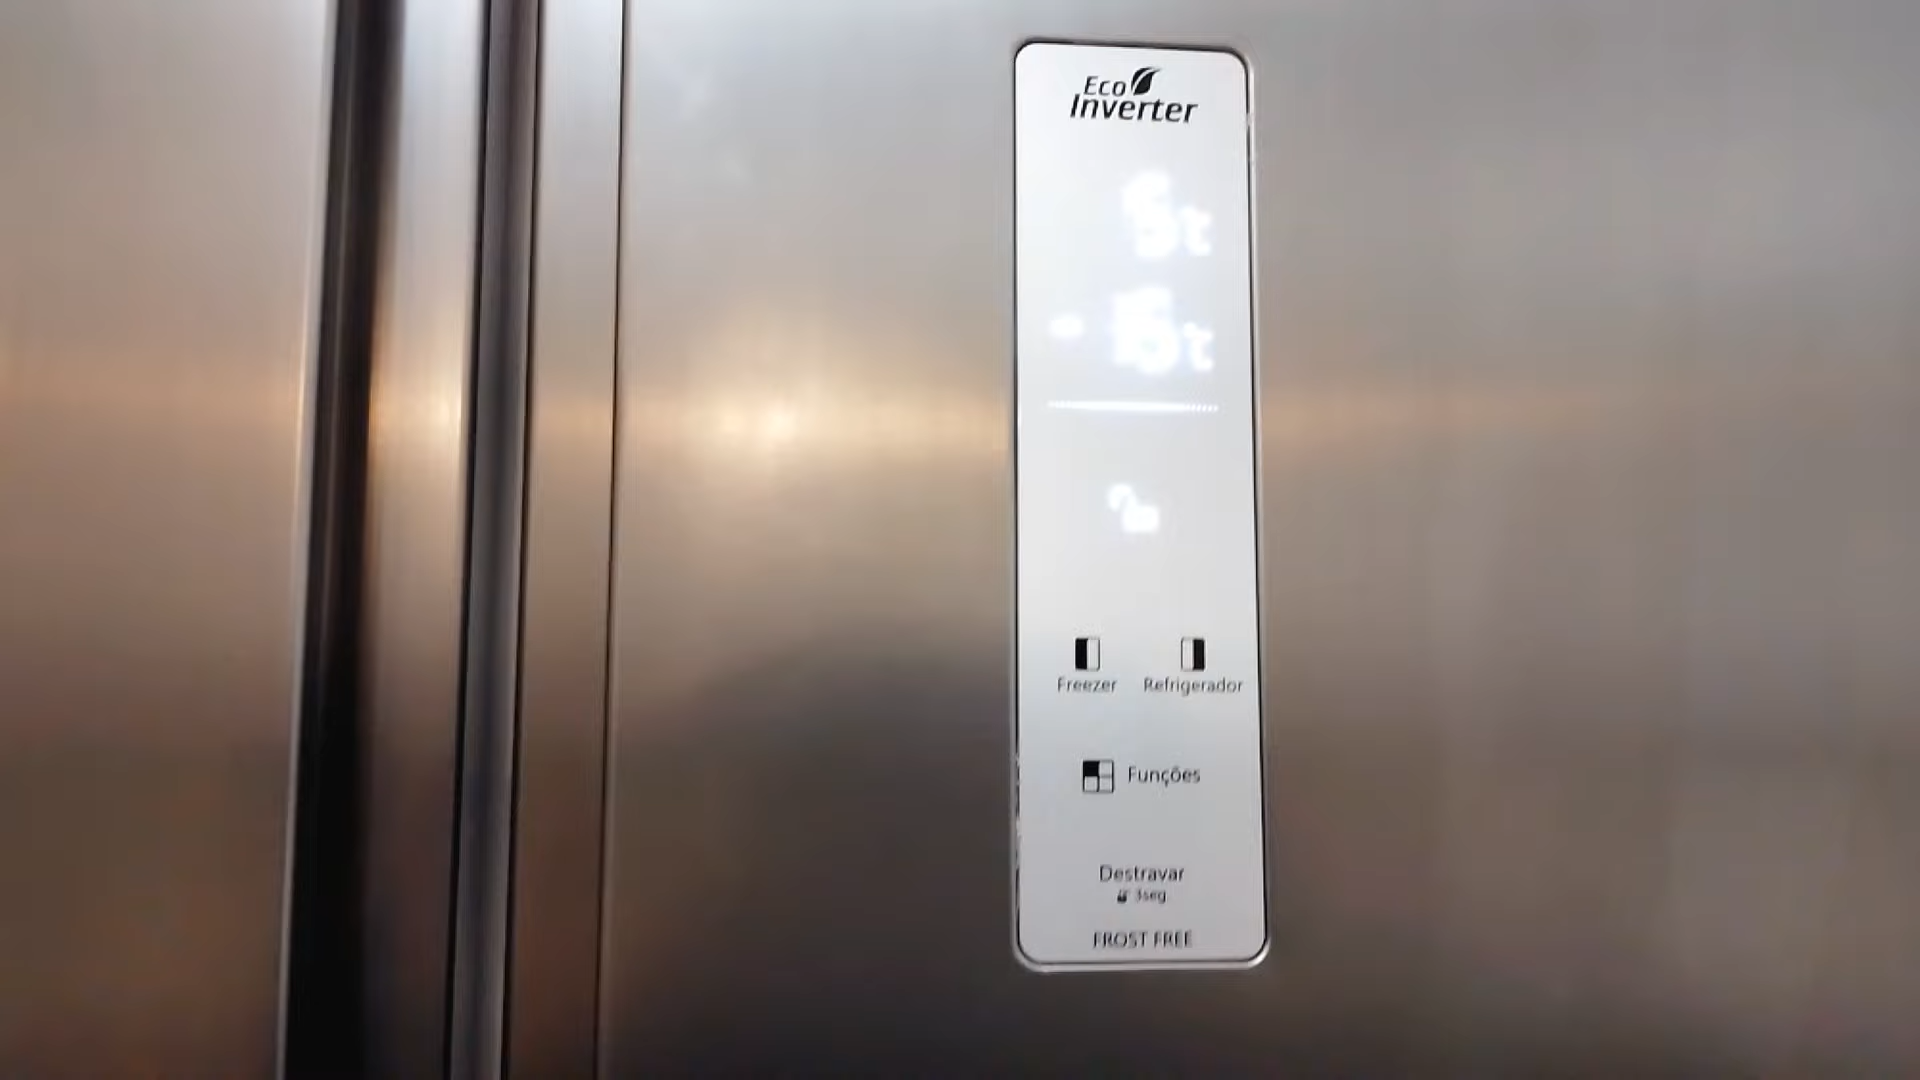 Eco
Inverter
Freezer Refrigerador
Funções
Destravar
3seg
FROST FREE